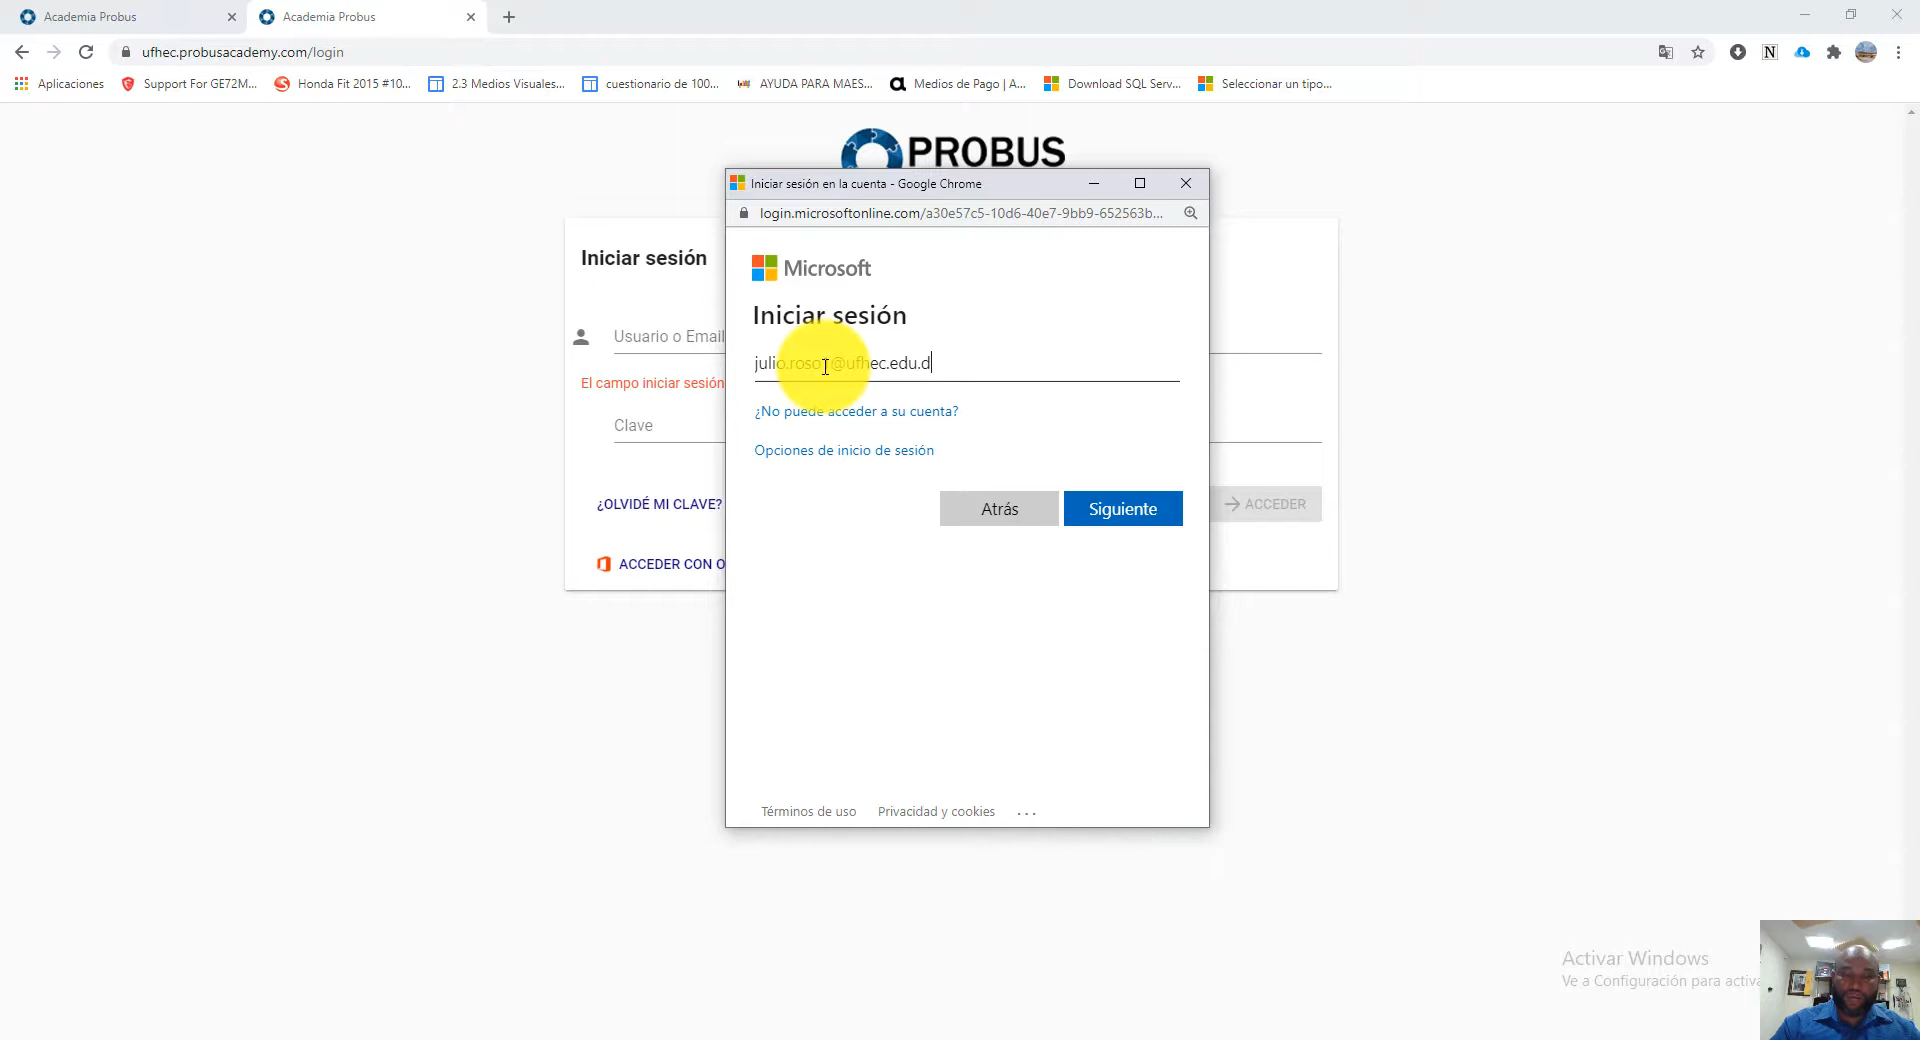 Academia Probus
Academia Probus
ufhec.probusacademy.com/login
N
Aplicaciones
Support For GE72M...
Honda Fit 2015 #10...
2.3 Medios Visuales...
cuestionario de 100...
AYUDA PARA MAES...
Medios de Pago | A...
Download SQL Serv...
Seleccionar un tipo...
PROBUS
Iniciar sesión
Usuario o Email
El campo iniciar sesión
Clave
¿OLVIDÉ MI CLAVE?
ACCEDER
ACCEDER CON O
Iniciar sesión en la cuenta - Google Chrome
login.microsoftonline.com/a30e57c5-10d6-40e7-9bb9-652563b...
Microsoft
Iniciar sesión
¿No puede acceder a su cuenta?
Opciones de inicio de sesión
Atrás
Siguiente
Términos de uso
Privacidad y cookies
...
Activar Windows
Ve a Configuración para activa